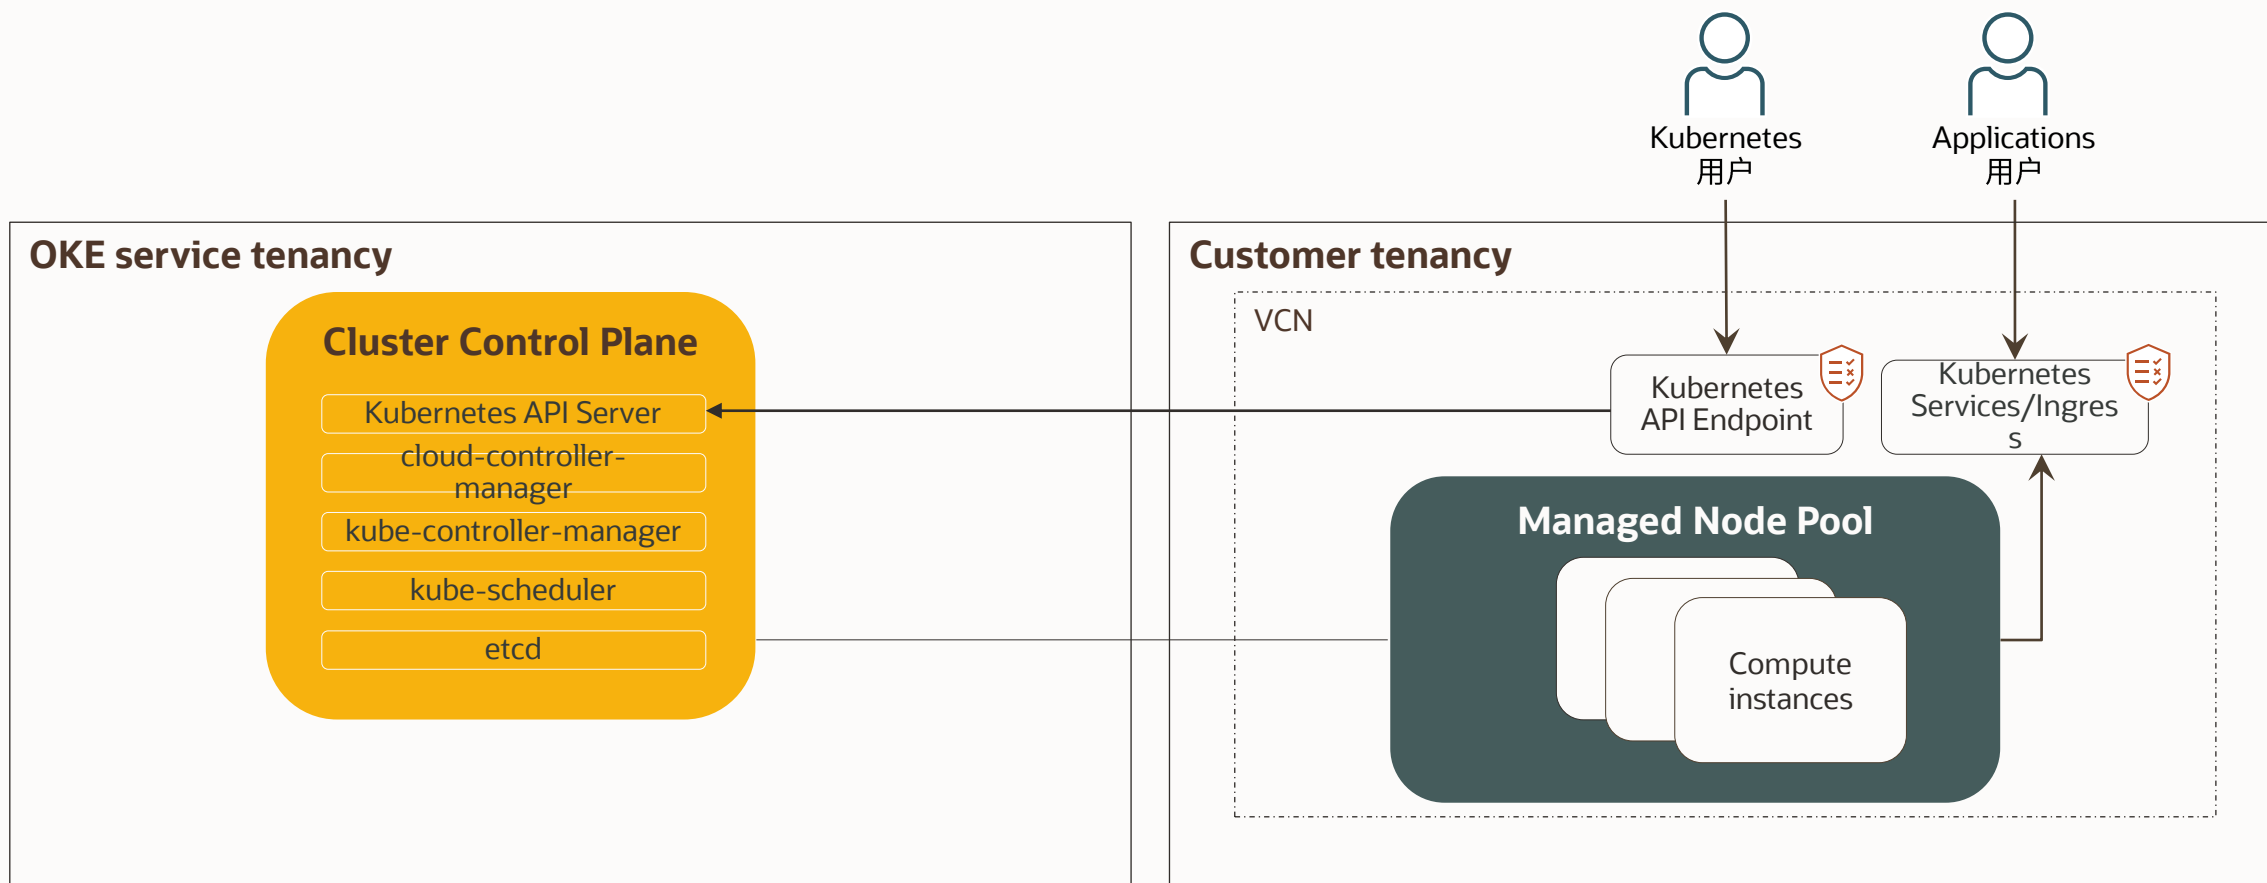 Kubernetes
用户
Applications
用户
OKE service tenancy
Cluster Control Plane
Kubernetes API Server
cloud-controller-
manager
kube-controller-manager
kube-scheduler
etcd
Customer tenancy
VCN
Kubernetes
API Endpoint
Kubernetes
Services/Ingres
s
Managed Node Pool
Compute
instances